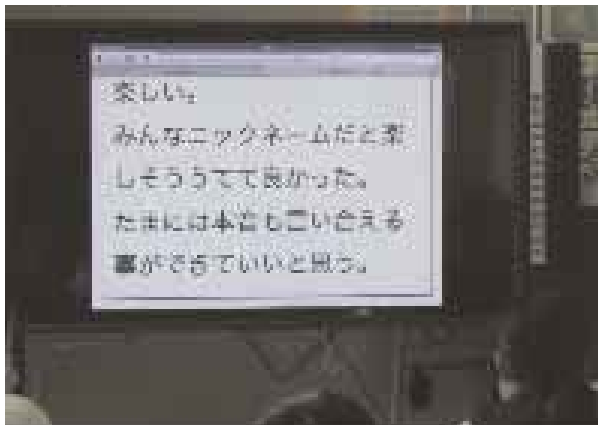 楽しい。
みんなニックネームだと楽
しそううてて良かった。
たまには本音も言い合える
事ができていいと思う。